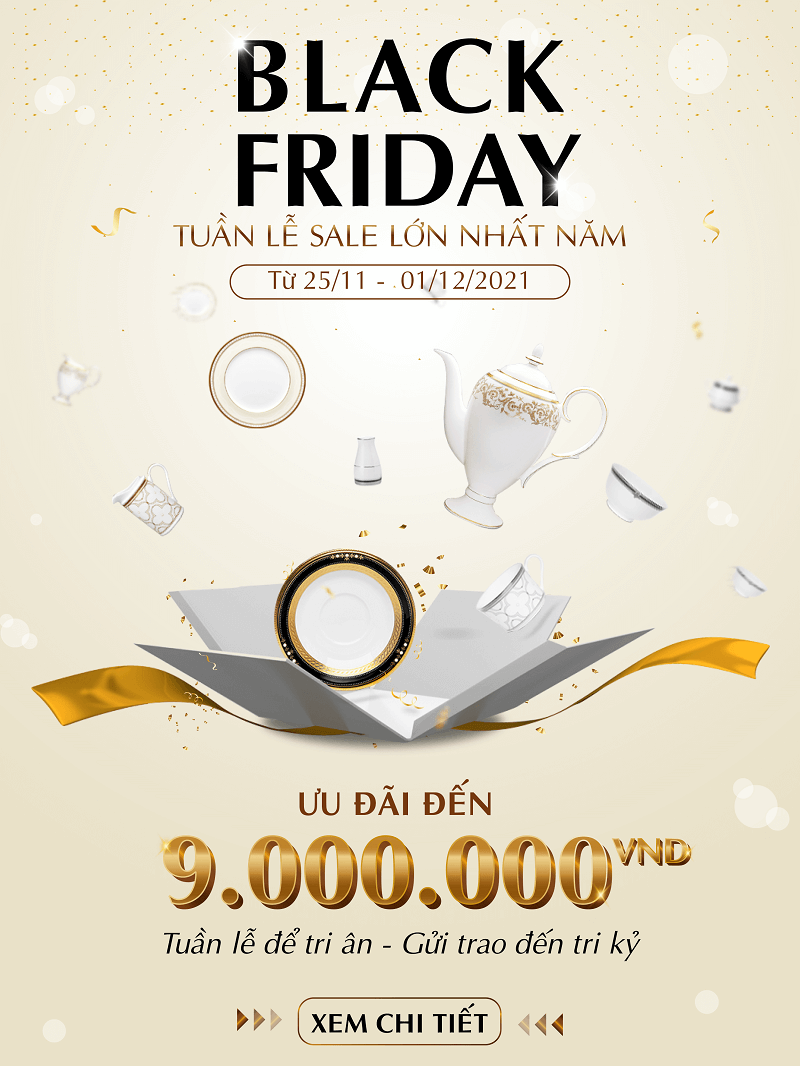 BLACK
FRIDAY
TUẦN LỄ SALE LỚN NHẤT NĂM
Từ 25/11 - 01/12/2021
ƯU ĐÃI ĐẾN
9.000.000VND
Tuần lễ để tri ân - Gửi trao đến tri kỷ
XEM CHI TIẾT